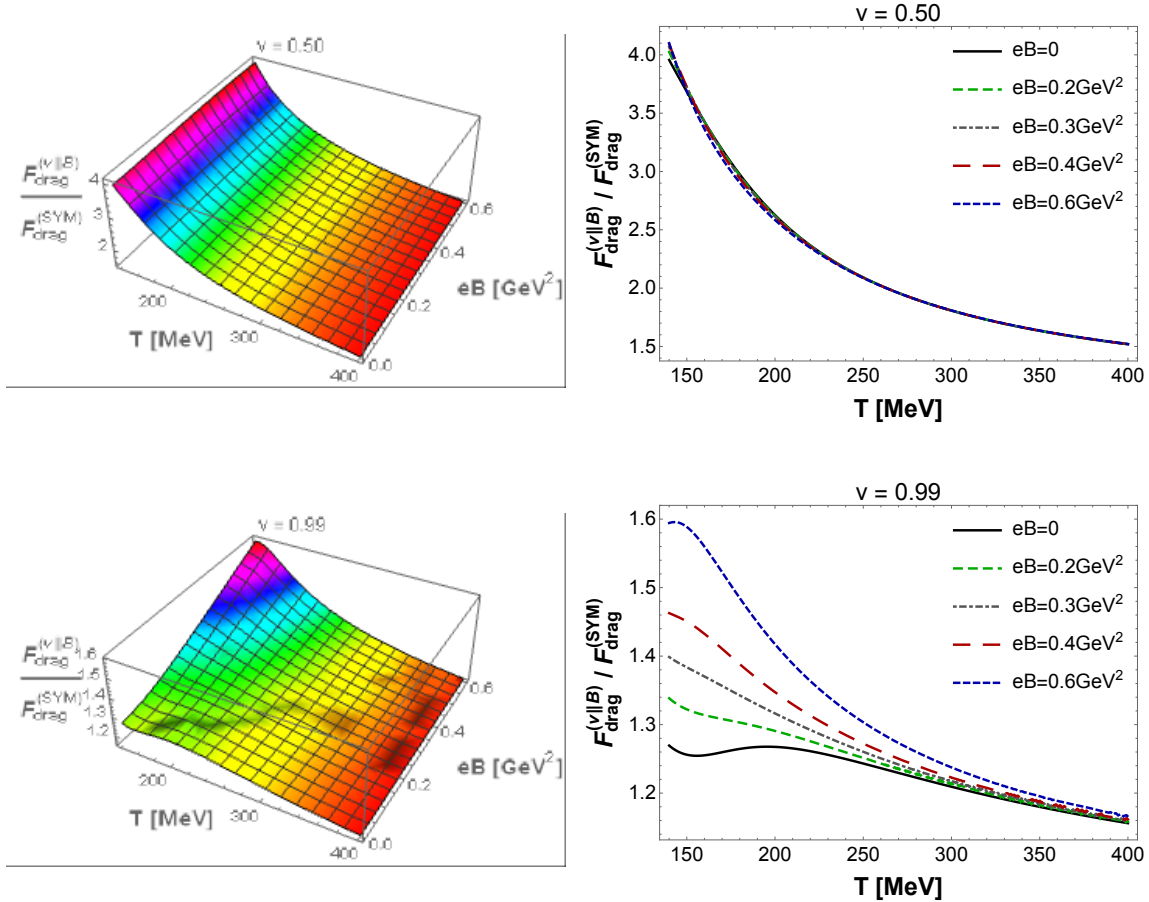 v = 0.50
F_drag^(v||B) / F_drag^(SYM)
4
3
2
200
300
400
T [MeV]
0.0
0.2
0.4
0.6
eB [GeV²]
v = 0.50
F_drag^(v||B) / F_drag^(SYM)
4.0
3.5
3.0
2.5
2.0
1.5
eB=0
eB=0.2GeV²
eB=0.3GeV²
eB=0.4GeV²
eB=0.6GeV²
150 200 250 300 350 400
T [MeV]
v = 0.99
F_drag^(v||B) / F_drag^(SYM)
1.6
1.5
1.4
1.3
1.2
200
300
400
T [MeV]
0.0
0.2
0.4
0.6
eB [GeV²]
v = 0.99
F_drag^(v||B) / F_drag^(SYM)
1.6
1.5
1.4
1.3
1.2
eB=0
eB=0.2GeV²
eB=0.3GeV²
eB=0.4GeV²
eB=0.6GeV²
150 200 250 300 350 400
T [MeV]